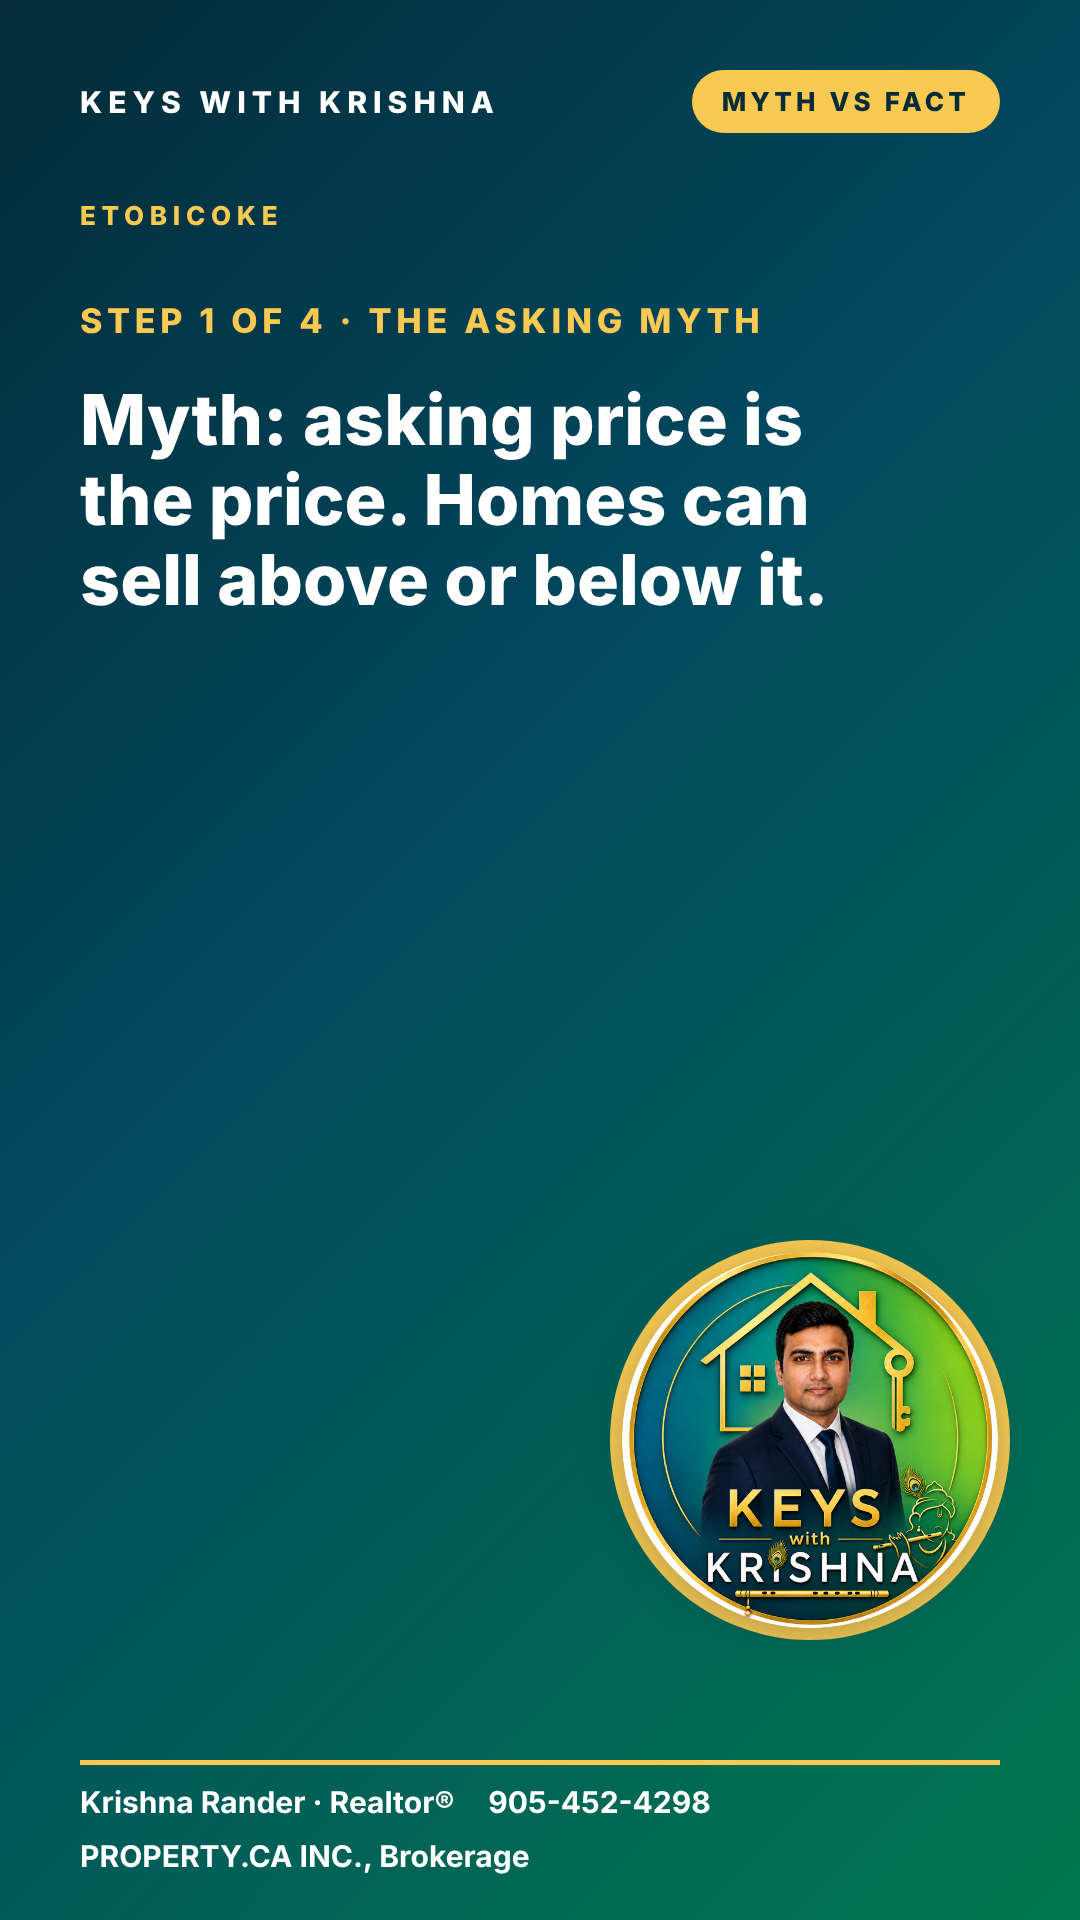 KEYS WITH KRISHNA
MYTH VS FACT
ETOBICOKE
STEP 1 OF 4 · THE ASKING MYTH
Myth: asking price is
the price. Homes can
sell above or below it.
KEYS
with
KRISHNA
Krishna Rander · Realtor® 905-452-4298
PROPERTY.CA INC., Brokerage